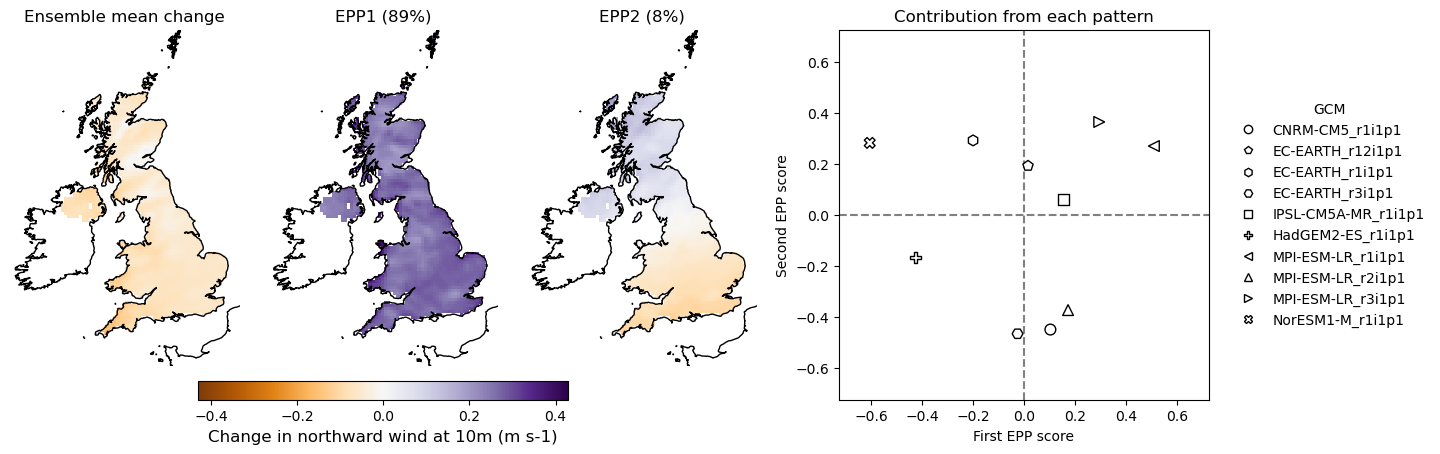 Ensemble mean change
EPP1 (89%)
EPP2 (8%)
−0.4 −0.2 0.0 0.2 0.4
Change in northward wind at 10m (m s-1)
Contribution from each pattern
Second EPP score
0.6
0.4
0.2
0.0
−0.2
−0.4
−0.6
−0.6 −0.4 −0.2 0.0 0.2 0.4 0.6
First EPP score
GCM
CNRM-CM5_r1i1p1
EC-EARTH_r12i1p1
EC-EARTH_r1i1p1
EC-EARTH_r3i1p1
IPSL-CM5A-MR_r1i1p1
HadGEM2-ES_r1i1p1
MPI-ESM-LR_r1i1p1
MPI-ESM-LR_r2i1p1
MPI-ESM-LR_r3i1p1
NorESM1-M_r1i1p1